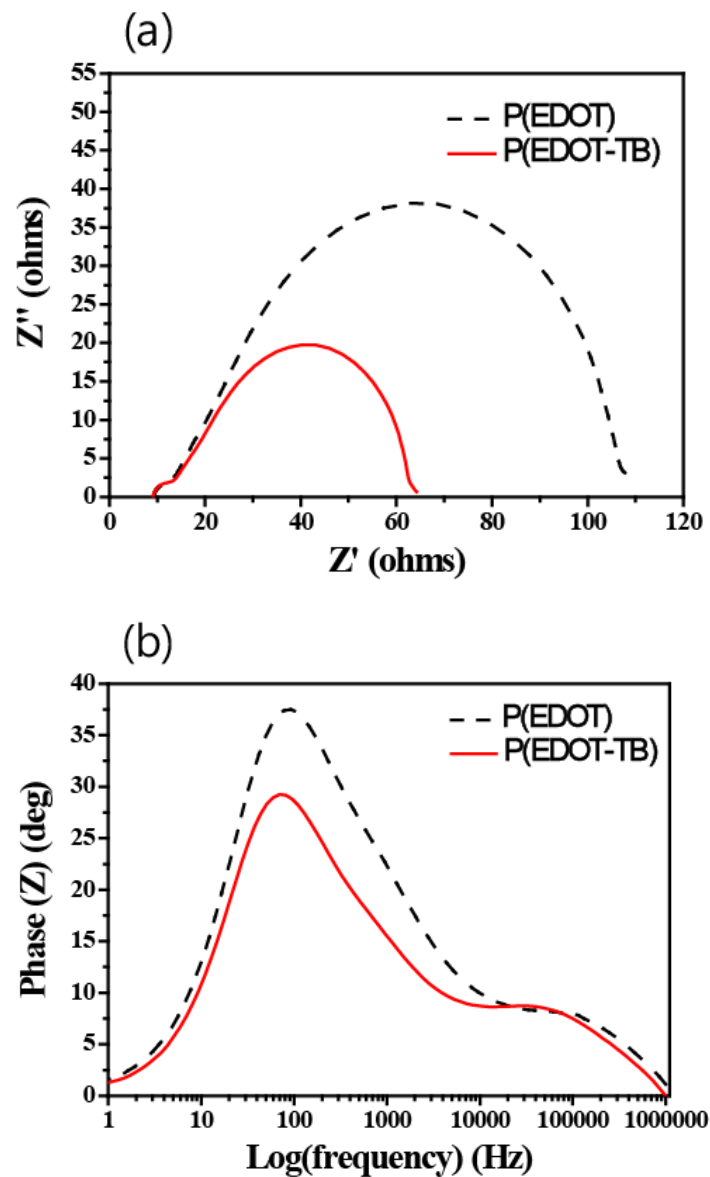 (a)
55
50
45
40
35
30
25
20
15
10
5
0
Z'' (ohms)
P(EDOT)
P(EDOT-TB)
0 20 40 60 80 100 120
Z' (ohms)
(b)
40
35
30
25
20
15
10
5
0
Phase (Z) (deg)
P(EDOT)
P(EDOT-TB)
1 10 100 1000 10000 100000 1000000
Log(frequency) (Hz)